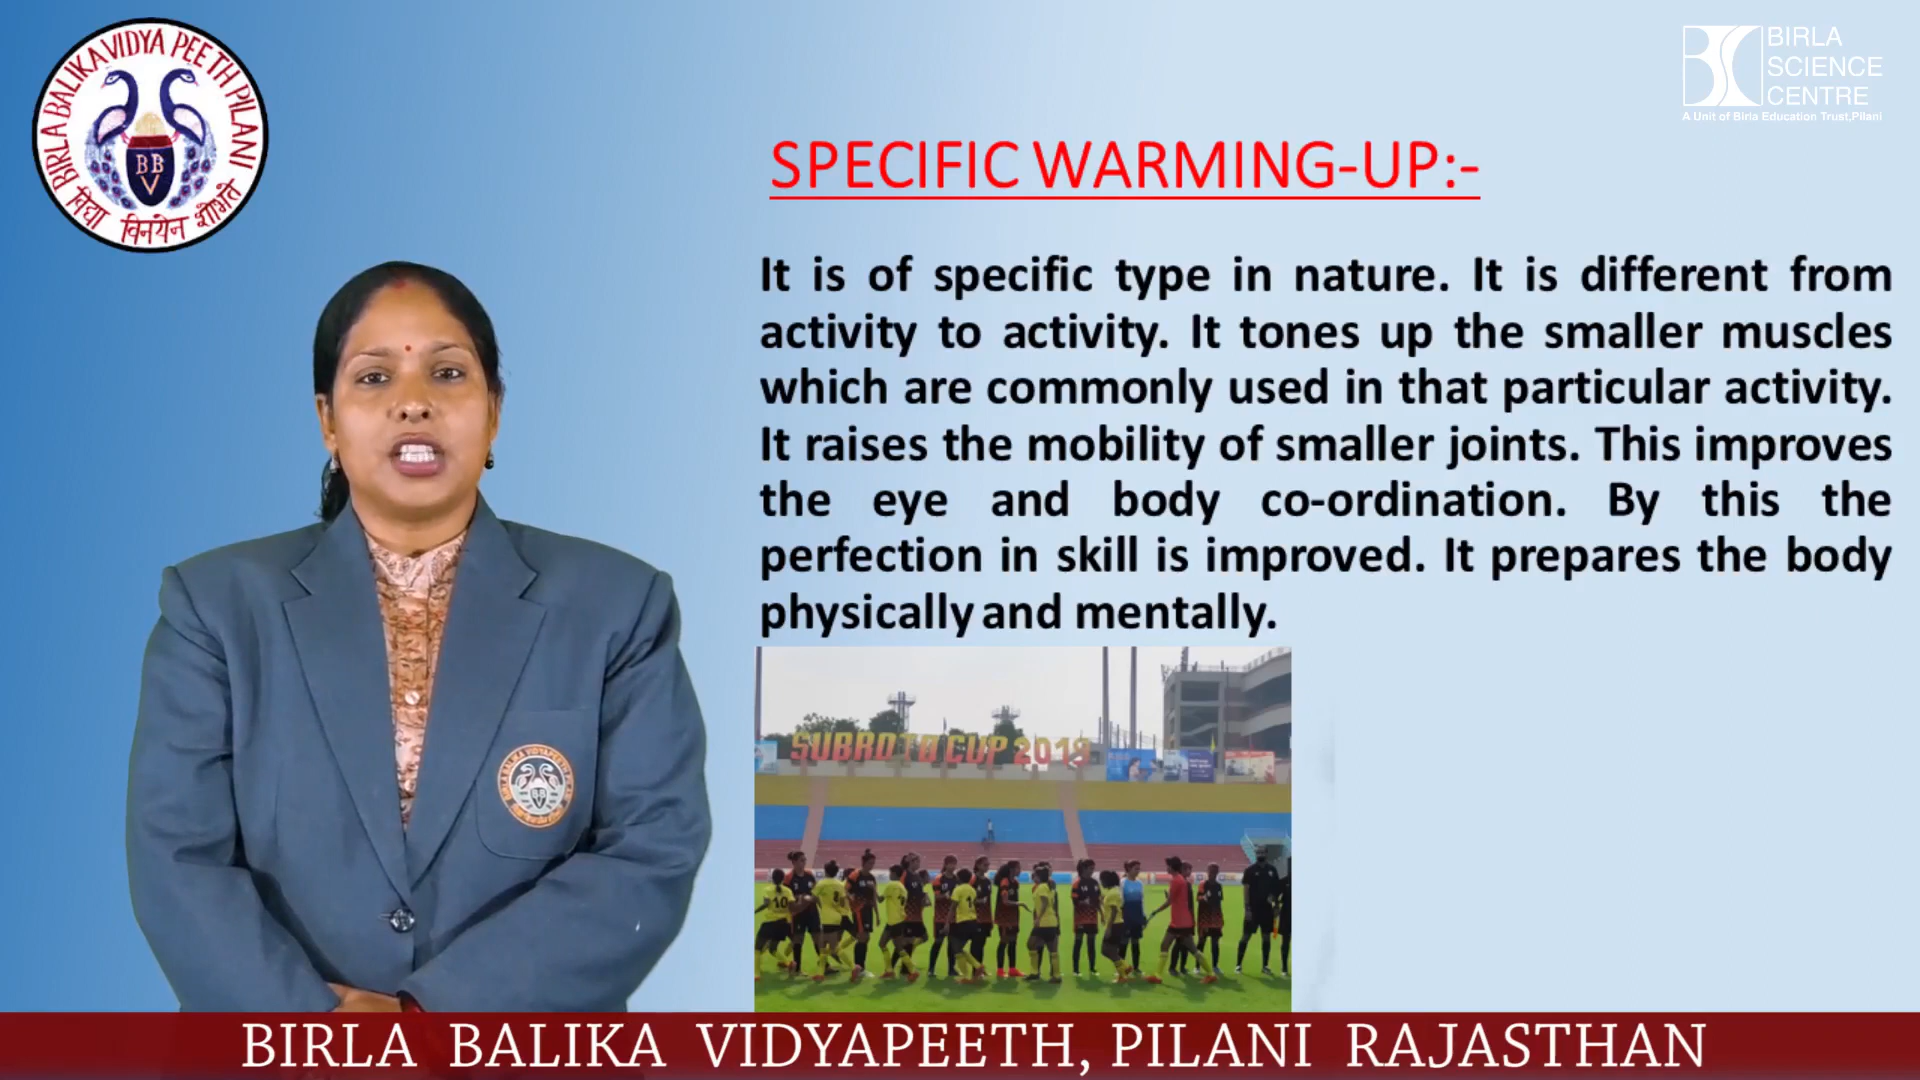 BIRLA BALIKA VIDYA PEETH PILANI
BBV
विद्या विनयेन शोभते
BIRLA
SCIENCE
CENTRE
A Unit of Birla Education Trust,Pilani
SPECIFIC WARMING-UP:-
It is of specific type in nature. It is different from
activity to activity. It tones up the smaller muscles
which are commonly used in that particular activity.
It raises the mobility of smaller joints. This improves
the eye and body co-ordination. By this the
perfection in skill is improved. It prepares the body
physically and mentally.
SUBROTO CUP 2019
BIRLA BALIKA VIDYAPEETH, PILANI RAJASTHAN